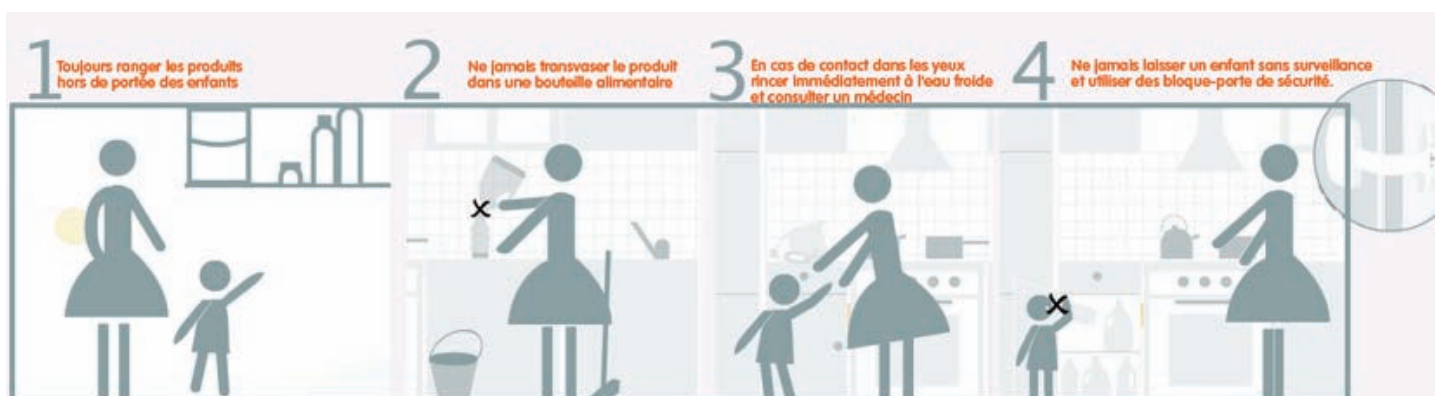 1
Toujours ranger les produits
hors de portée des enfants
2
Ne jamais transvaser le produit
dans une bouteille alimentaire
3
En cas de contact dans les yeux
rincer immédiatement à l'eau froide
et consulter un médecin
4
Ne jamais laisser un enfant sans surveillance
et utiliser des bloque-porte de sécurité.